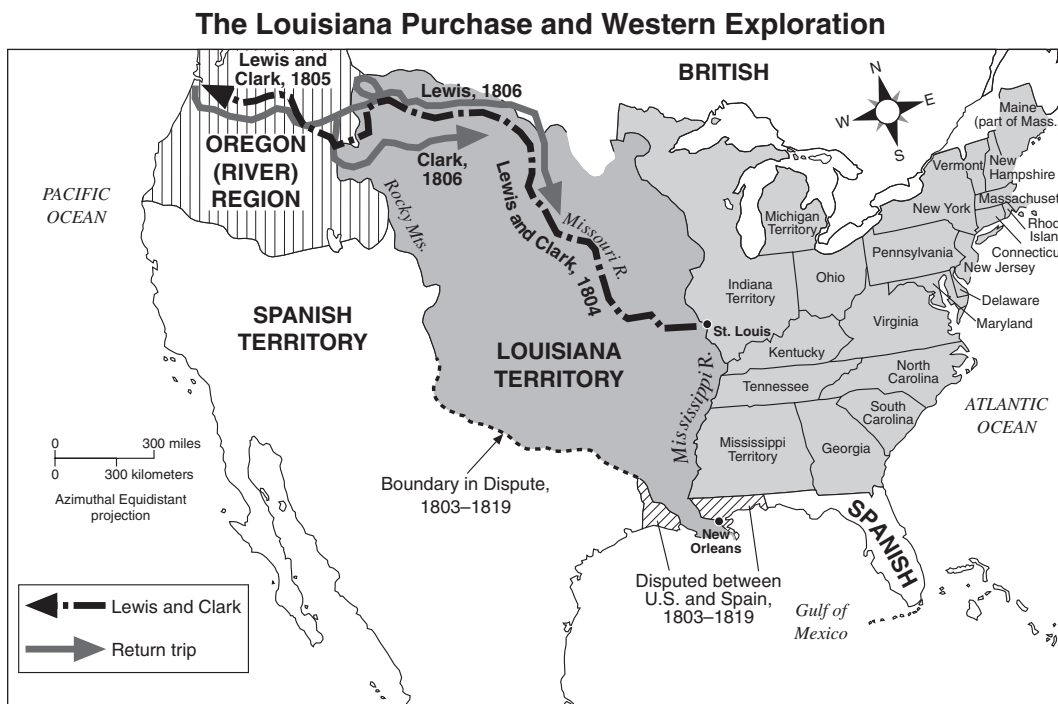 The Louisiana Purchase and Western Exploration
Lewis and
Clark, 1805
OREGON
(RIVER)
REGION
PACIFIC
OCEAN
Lewis, 1806
Clark,
1806
Rocky Mts.
Lewis and Clark, 1804
Missouri R.
BRITISH
N
E
W
S
Maine
(part of Mass.
Vermont
New
Hampshire
Massachuset
New York
Rhod
Islan
Connecticu
Michigan
Territory
Pennsylvania
New Jersey
Indiana
Territory
Ohio
Delaware
Maryland
Virginia
SPANISH
TERRITORY
LOUISIANA
TERRITORY
St. Louis
Kentucky
North
Carolina
Tennessee
South
Carolina
ATLANTIC
OCEAN
Mississippi R.
Mississippi
Territory
Georgia
0 300 miles
0 300 kilometers
Azimuthal Equidistant
projection
Boundary in Dispute,
1803–1819
New
Orleans
SPANISH
Disputed between
U.S. and Spain,
1803–1819
Gulf of
Mexico
Lewis and Clark
Return trip